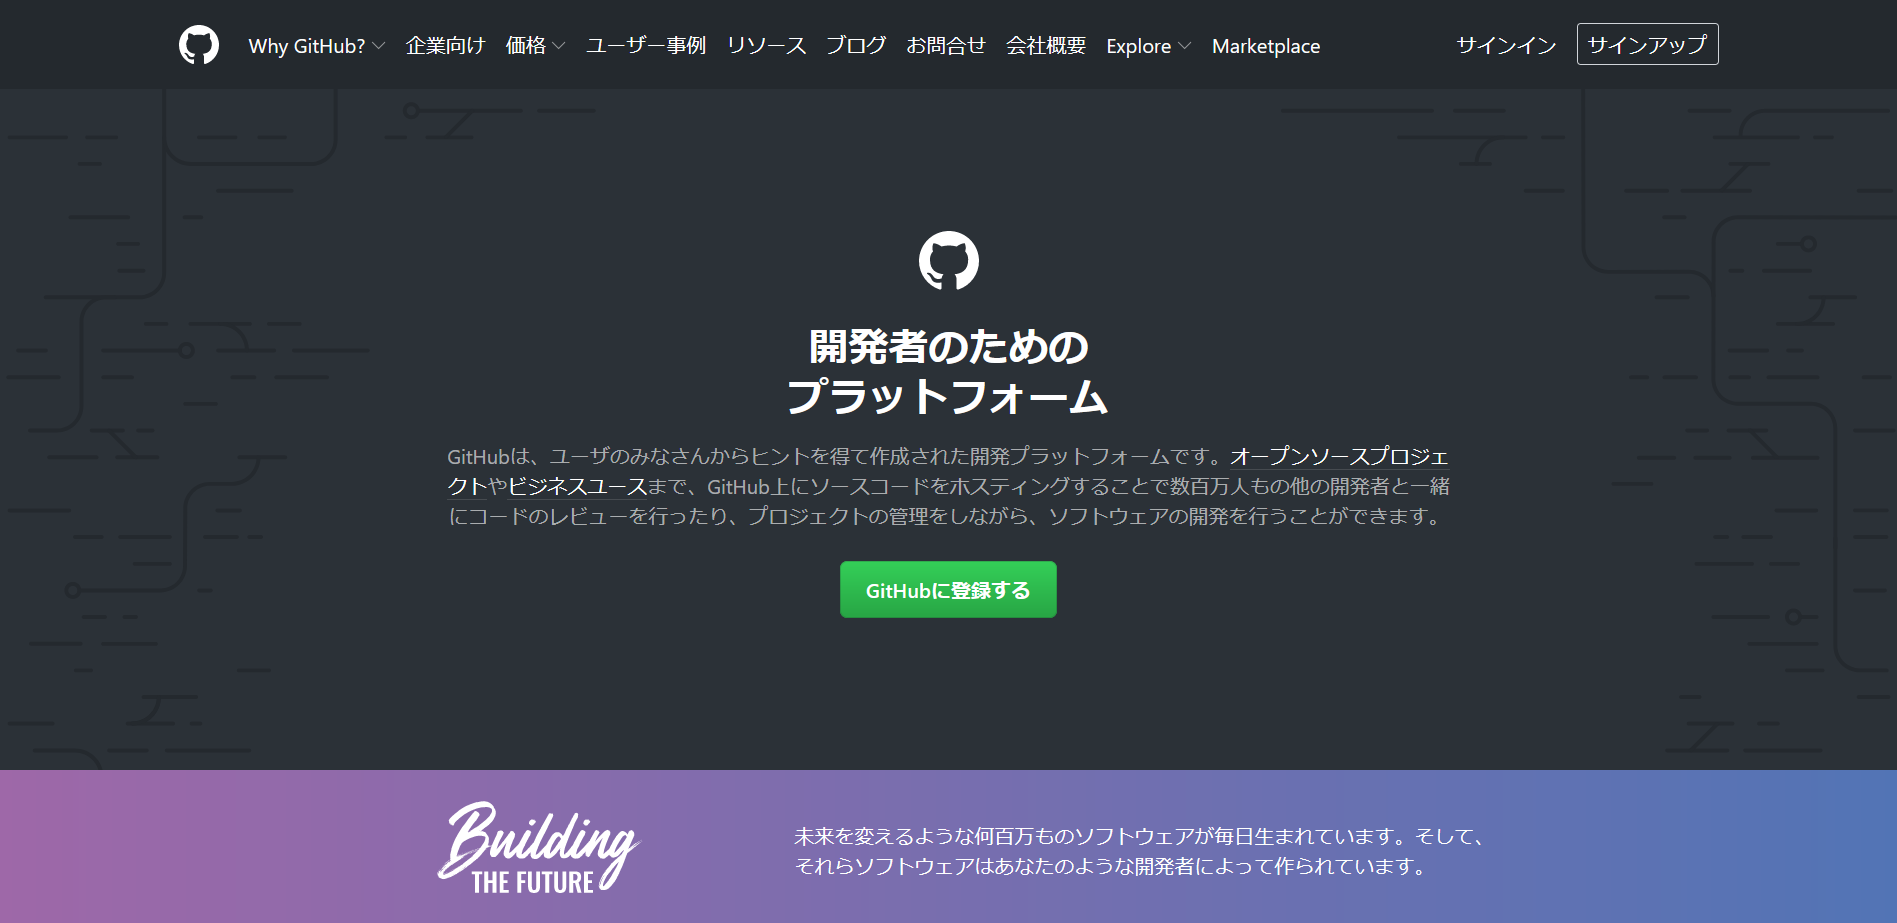 Why GitHub? 企業向け 価格 ユーザー事例 リソース ブログ お問合せ 会社概要 Explore Marketplace サインイン サインアップ
開発者のための
プラットフォーム
GitHubは、ユーザのみなさんからヒントを得て作成された開発プラットフォームです。オープンソースプロジェ
クトやビジネスユースまで、GitHub上にソースコードをホスティングすることで数百万人もの他の開発者と一緒
にコードのレビューを行ったり、プロジェクトの管理をしながら、ソフトウェアの開発を行うことができます。
GitHubに登録する
Building
THE FUTURE
未来を変えるような何百万ものソフトウェアが毎日生まれています。そして、
それらソフトウェアはあなたのような開発者によって作られています。